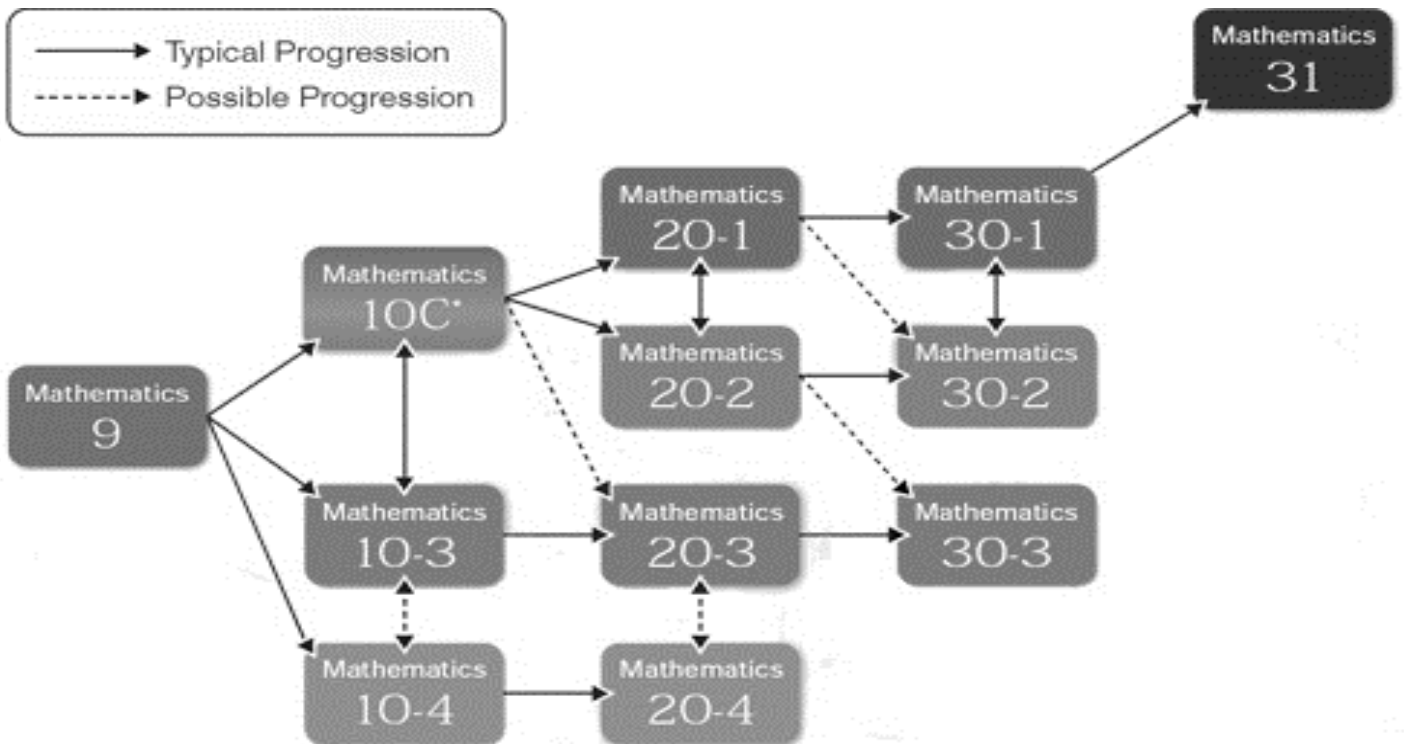 Typical Progression
Possible Progression
Mathematics
31
Mathematics
20-1
Mathematics
30-1
Mathematics
10C*
Mathematics
20-2
Mathematics
30-2
Mathematics
9
Mathematics
10-3
Mathematics
20-3
Mathematics
30-3
Mathematics
10-4
Mathematics
20-4